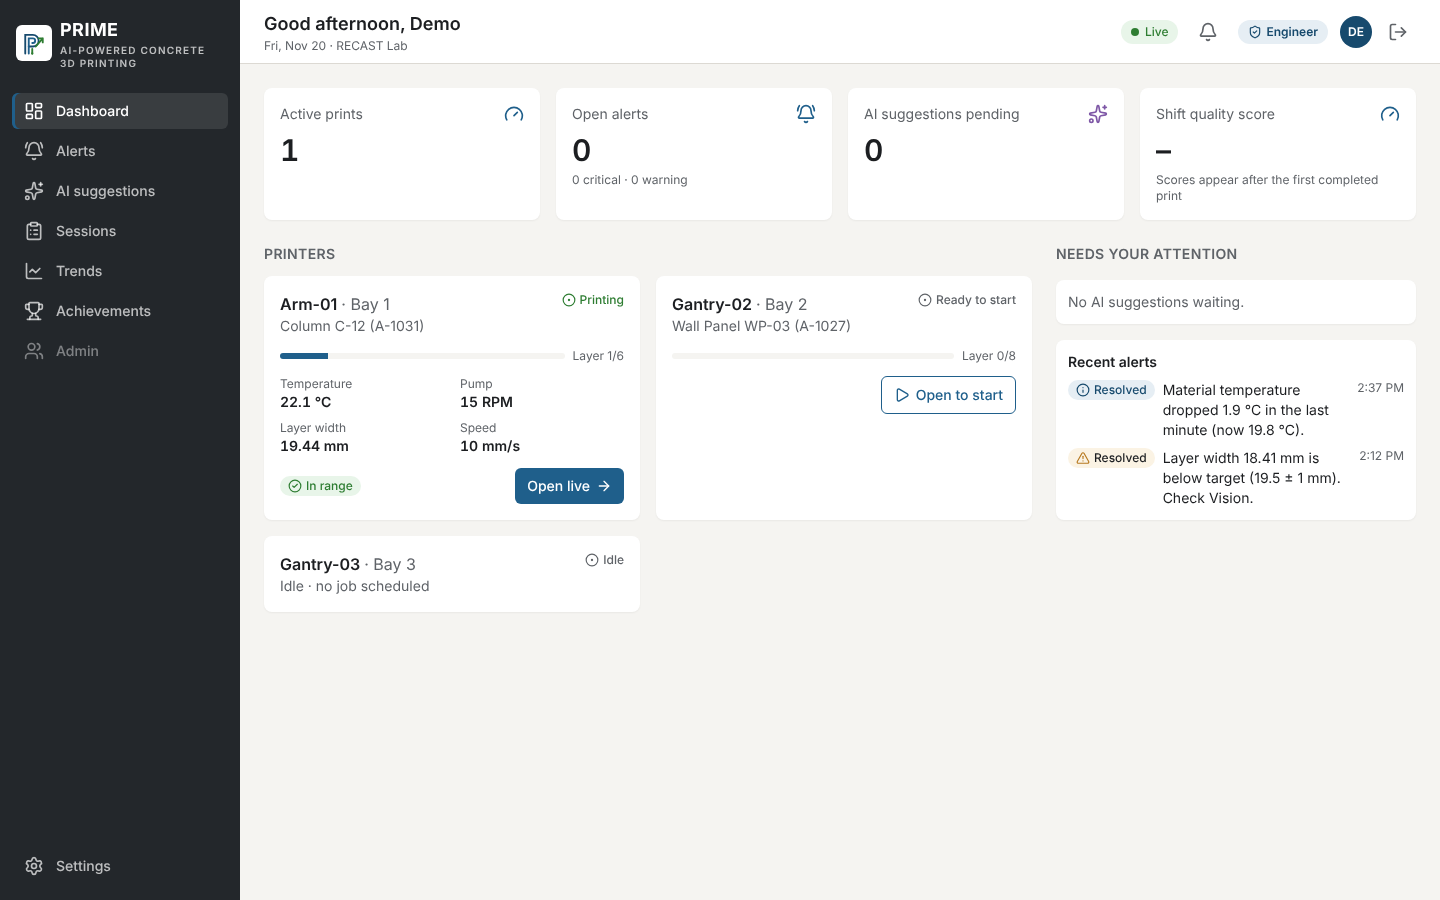 PRIME
AI-POWERED CONCRETE
3D PRINTING
Dashboard
Alerts
AI suggestions
Sessions
Trends
Achievements
Admin
Settings
Good afternoon, Demo
Fri, Nov 20 · RECAST Lab
Live
Engineer
DE
Active prints
1
Open alerts
0
0 critical · 0 warning
AI suggestions pending
0
Shift quality score
–
Scores appear after the first completed
print
PRINTERS
Arm-01 · Bay 1
Printing
Column C-12 (A-1031)
Layer 1/6
Temperature
22.1 °C
Pump
15 RPM
Layer width
19.44 mm
Speed
10 mm/s
In range
Open live
Gantry-02 · Bay 2
Ready to start
Wall Panel WP-03 (A-1027)
Layer 0/8
Open to start
Gantry-03 · Bay 3
Idle
Idle · no job scheduled
NEEDS YOUR ATTENTION
No AI suggestions waiting.
Recent alerts
Resolved
Material temperature
dropped 1.9 °C in the last
minute (now 19.8 °C).
2:37 PM
Resolved
Layer width 18.41 mm is
below target (19.5 ± 1 mm).
Check Vision.
2:12 PM